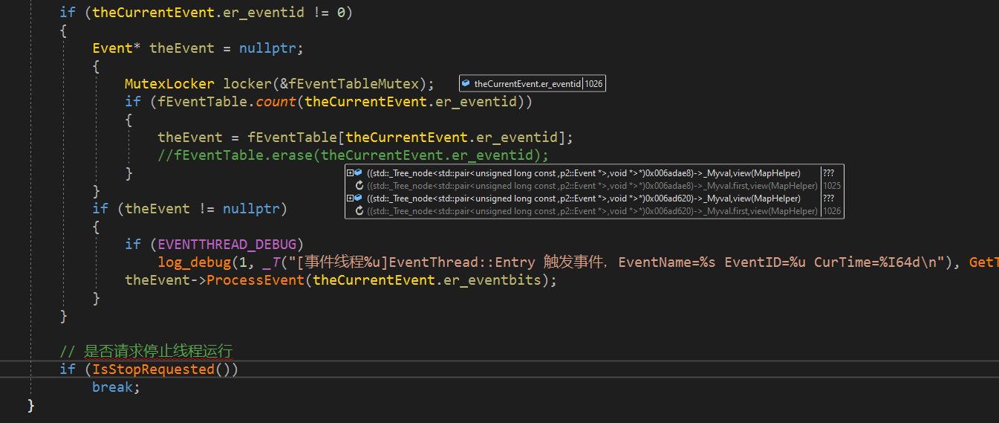 if (theCurrentEvent.er_eventid != 0)
{
Event* theEvent = nullptr;
{
MutexLocker locker(&fEventTableMutex);
theCurrentEvent.er_eventid 1026
if (fEventTable.count(theCurrentEvent.er_eventid))
{
theEvent = fEventTable[theCurrentEvent.er_eventid];
//fEventTable.erase(theCurrentEvent.er_eventid);
}
((std::_Tree_node<std::pair<unsigned long const ,p2::Event *>,void *>*)0x006adae8)->_Myval,view(MapHelper) ???
((std::_Tree_node<std::pair<unsigned long const ,p2::Event *>,void *>*)0x006adae8)->_Myval.first,view(MapHelper) 1025
}
((std::_Tree_node<std::pair<unsigned long const ,p2::Event *>,void *>*)0x006ad620)->_Myval,view(MapHelper) ???
if (theEvent != nullptr)
((std::_Tree_node<std::pair<unsigned long const ,p2::Event *>,void *>*)0x006ad620)->_Myval.first,view(MapHelper) 1026
{
if (EVENTTHREAD_DEBUG)
log_debug(1, _T("[事件线程%u]EventThread::Entry 触发事件, EventName=%s EventID=%u CurTime=%I64d\n"), GetT
theEvent->ProcessEvent(theCurrentEvent.er_eventbits);
}
}
// 是否请求停止线程运行
if (IsStopRequested())
break;
}